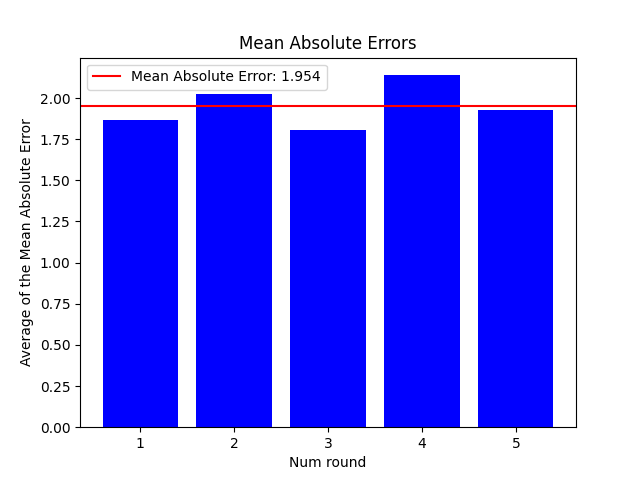 Mean Absolute Errors
Mean Absolute Error: 1.954
Average of the Mean Absolute Error
2.00
1.75
1.50
1.25
1.00
0.75
0.50
0.25
0.00
1 2 3 4 5
Num round